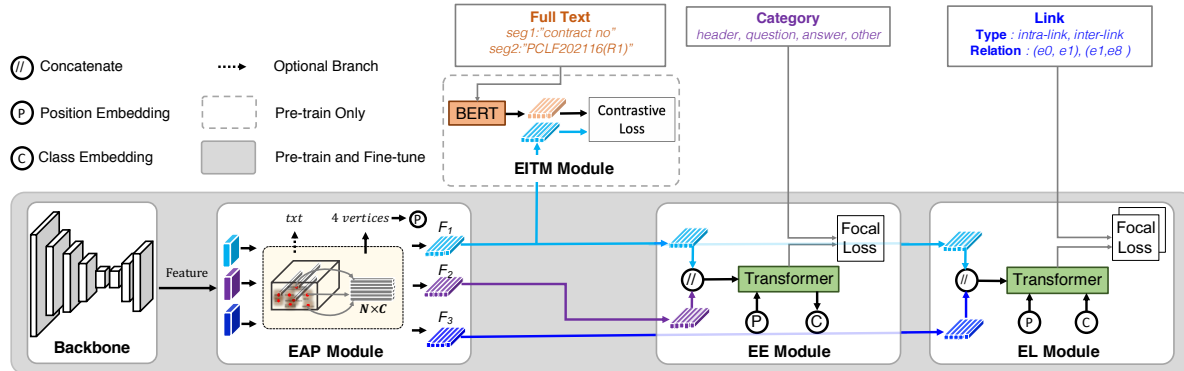 Full Text
seg1:"contract no"
seg2:"PCLF202116(R1)"
Category
header, question, answer, other
Link
Type : intra-link, inter-link
Relation : (e0, e1), (e1,e8 )
// Concatenate
Optional Branch
P Position Embedding
Pre-train Only
C Class Embedding
Pre-train and Fine-tune
BERT
Contrastive
Loss
EITM Module
Backbone
Feature
txt
4 vertices
P
N×C
EAP Module
F1
F2
F3
//
Transformer
Focal
Loss
P
C
EE Module
//
Transformer
Focal
Loss
P
C
EL Module